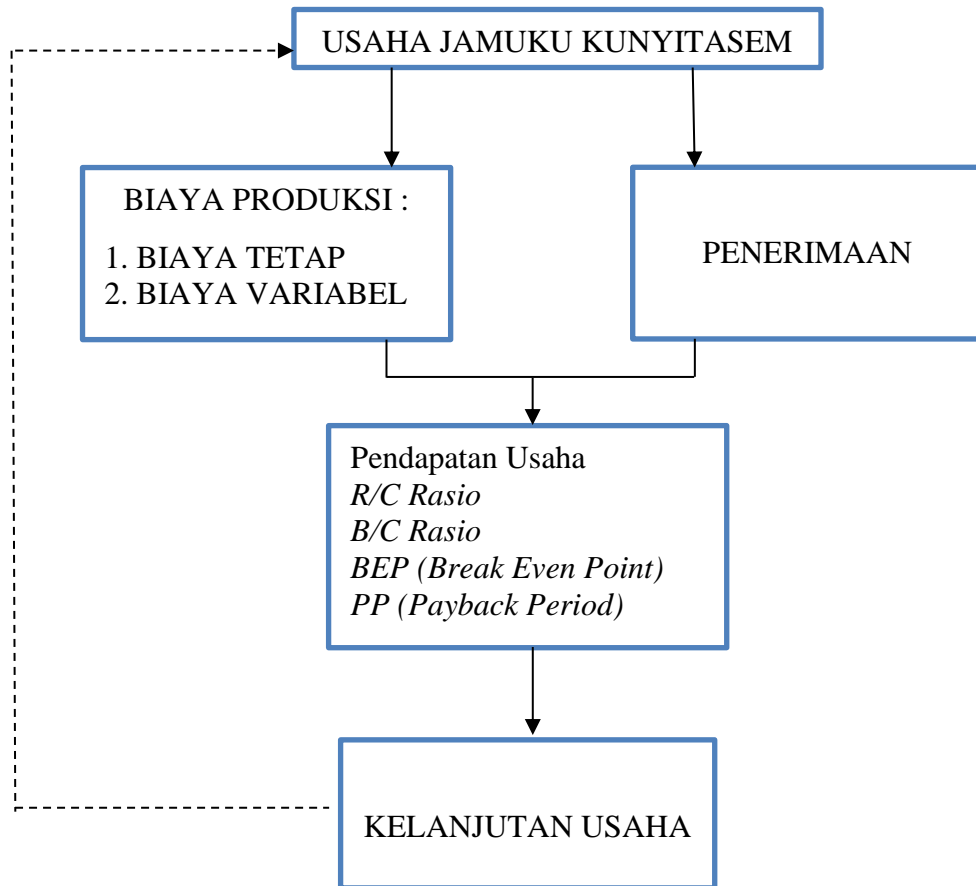 USAHA JAMUKU KUNYITASEM
BIAYA PRODUKSI :
1. BIAYA TETAP
2. BIAYA VARIABEL
PENERIMAAN
Pendapatan Usaha
R/C Rasio
B/C Rasio
BEP (Break Even Point)
PP (Payback Period)
KELANJUTAN USAHA